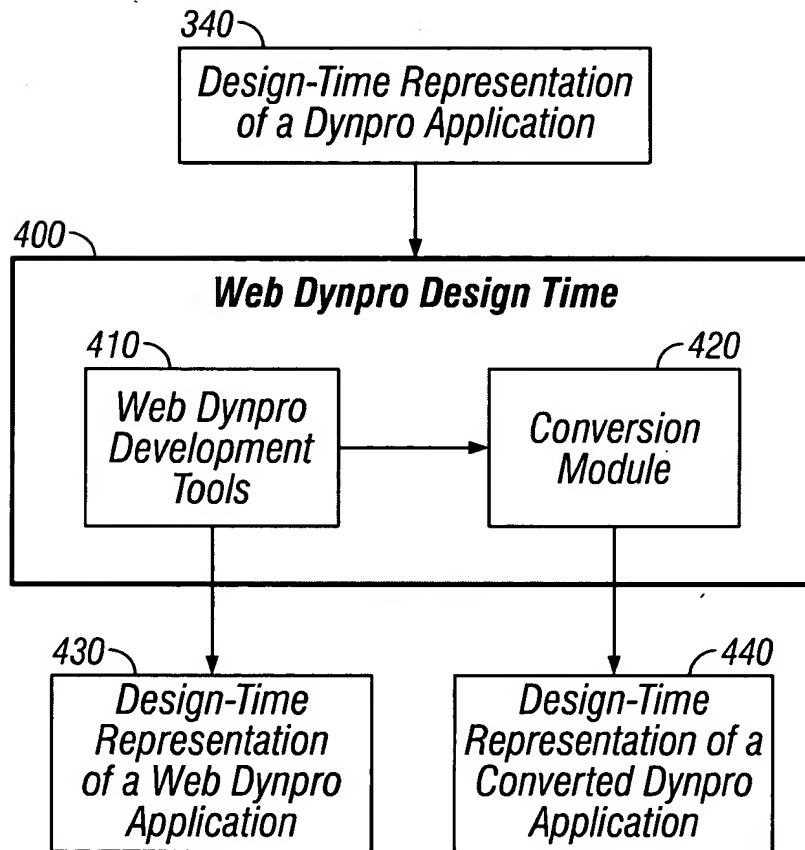 340
Design-Time Representation
of a Dynpro Application
400
Web Dynpro Design Time
410
420
Web Dynpro
Development
Tools
Conversion
Module
430
440
Design-Time
Representation
of a Web Dynpro
Application
Design-Time
Representation of a
Converted Dynpro
Application